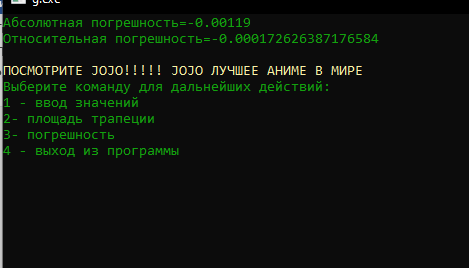 g.exe
Абсолютная погрешность=-0.00119
Относительная погрешность=-0.000172626387176584
ПОСМОТРИТЕ JOJO!!!!! JOJO ЛУЧШЕЕ АНИМЕ В МИРЕ
Выберите команду для дальнейших действий:
1 - ввод значений
2- площадь трапеции
3- погрешность
4 - выход из программы